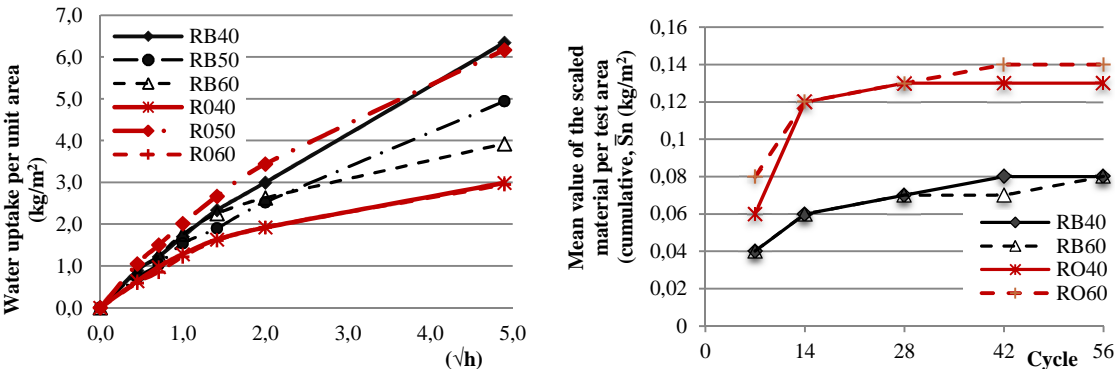 Water uptake per unit area
(kg/m²)
7,0
6,0
5,0
4,0
3,0
2,0
1,0
0,0
RB40
RB50
RB60
R040
R050
R060
0,0
1,0
2,0
3,0
4,0
5,0
(√h)
Mean value of the scaled
material per test area
(cumulative, S̅n (kg/m²)
0,16
0,14
0,12
0,1
0,08
0,06
0,04
0,02
0
RB40
RB60
RO40
RO60
0
14
28
42
56
Cycle